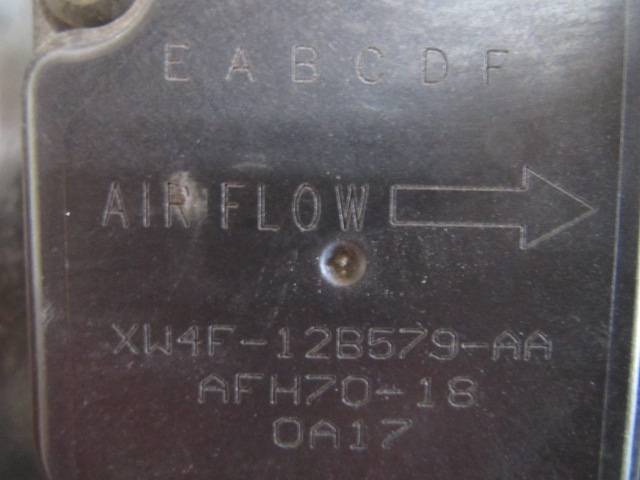 E A B C D F
AIR FLOW
XW4F-12B579-AA
AFH70-18
0A17